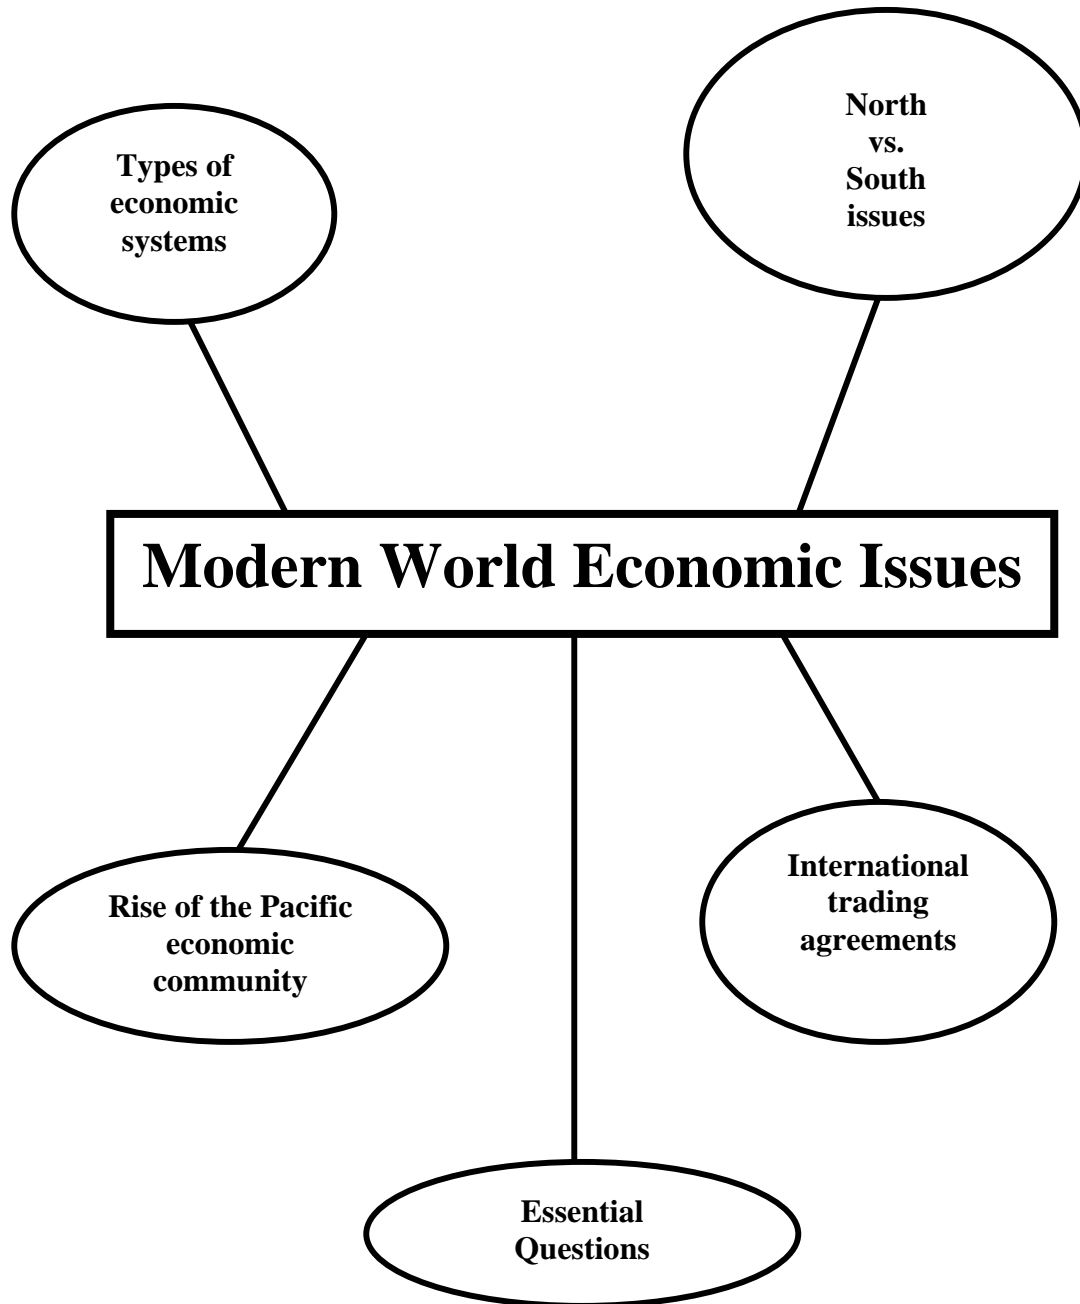 North
vs.
South
issues
Types of
economic
systems
Modern World Economic Issues
International
trading
agreements
Rise of the Pacific
economic
community
Essential
Questions